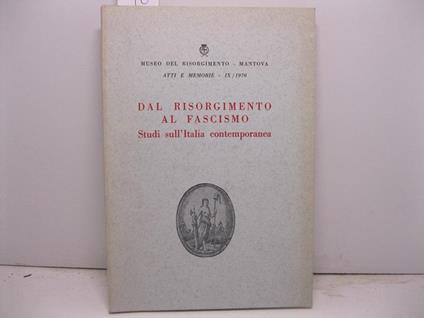 MUSEO DEL RISORGIMENTO - MANTOVA
ATTI E MEMORIE - IX / 1970
DAL RISORGIMENTO
AL FASCISMO
Studi sull'Italia contemporanea